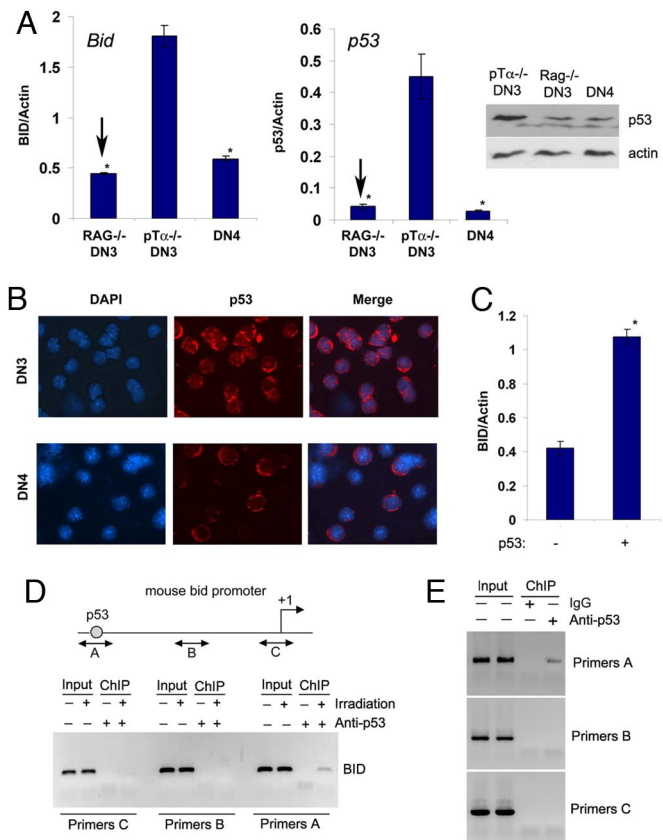 A
Bid
BID/Actin
2
1.5
1
0.5
0
*
*
RAG-/-
DN3
pTα-/-
DN3
DN4
p53
p53/Actin
0.6
0.5
0.4
0.3
0.2
0.1
0
*
*
RAG-/-
DN3
pTα-/-
DN3
DN4
pTα-/- Rag-/-
DN3 DN3 DN4
p53
actin
B
DAPI p53 Merge
DN3
DN4
C
BID/Actin
1.2
1
0.8
0.6
0.4
0.2
0
*
p53: - +
D
mouse bid promoter
p53 +1
A B C
Input ChIP Input ChIP Input ChIP
– + – + – + – + – + – + Irradiation
– – + + – – + + – – + + Anti-p53
BID
Primers C Primers B Primers A
E
Input ChIP
– – + – IgG
– – – + Anti-p53
Primers A
Primers B
Primers C